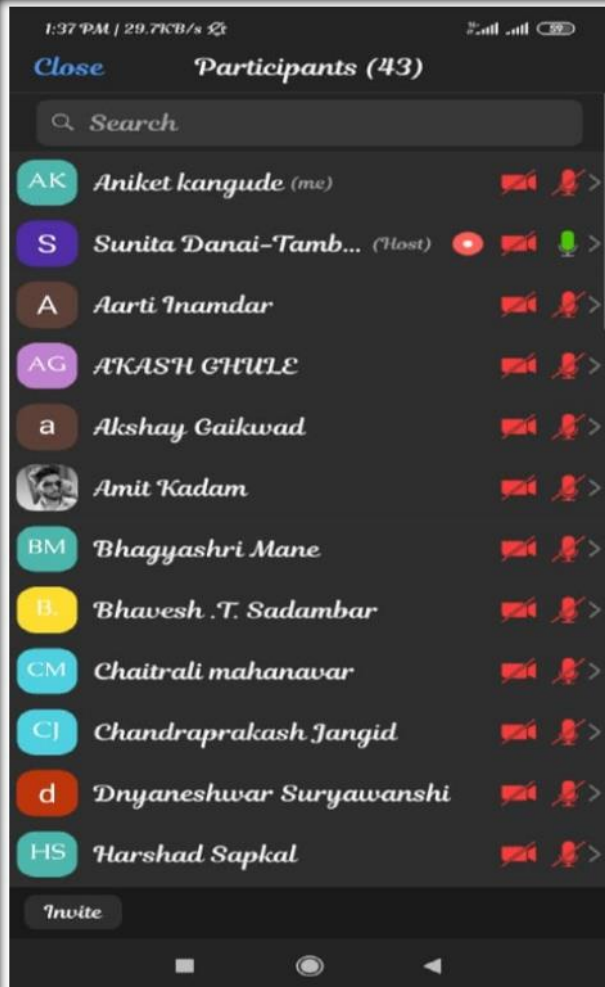 1:37 PM | 29.7KB/s 59
Close Participants (43)
Search
AK Aniket kangude (me)
S Sunita Danai-Tamb... (Host)
A Aarti Inamdar
AG AKASH GHULE
a Akshay Gaikwad
Amit Kadam
BM Bhagyashri Mane
B. Bhavesh .T. Sadambar
CM Chaitrali mahanavar
CJ Chandraprakash Jangid
d Dnyaneshwar Suryawanshi
HS Harshad Sapkal
Invite